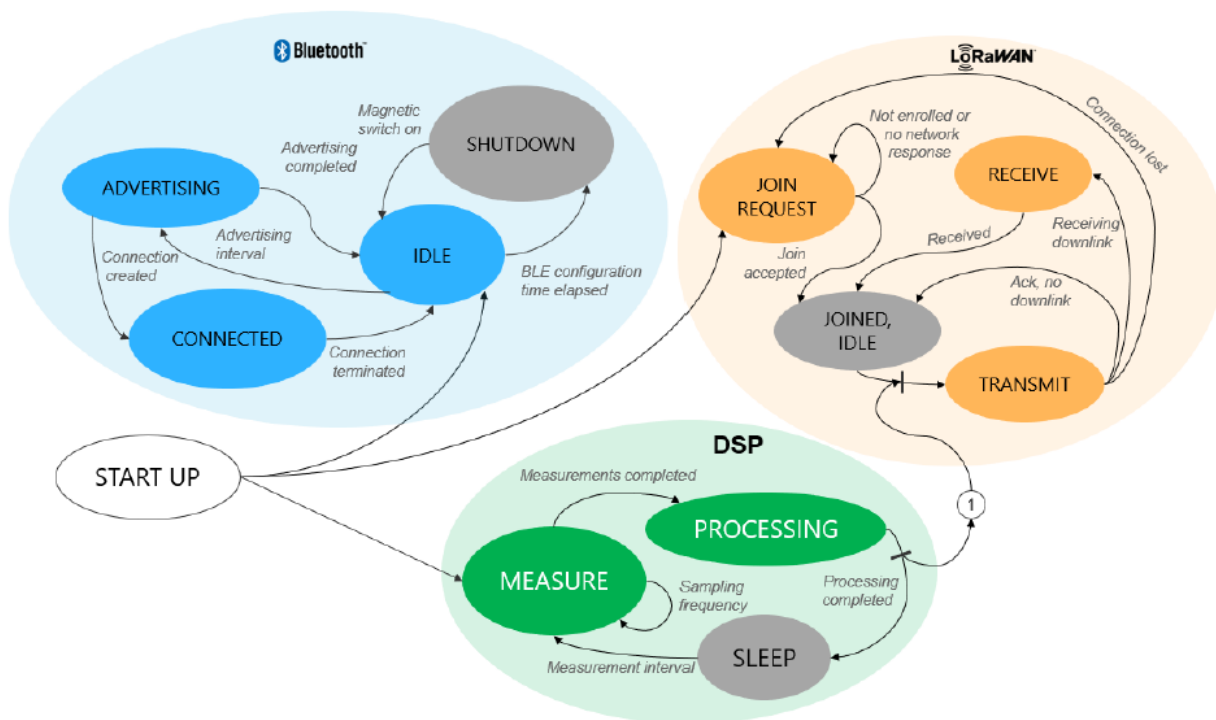 Bluetooth™
Magnetic
switch on
Advertising
completed
SHUTDOWN
ADVERTISING
Connection
created
Advertising
interval
IDLE
BLE configuration
time elapsed
CONNECTED
Connection
terminated
LoRaWAN
Connection lost
Not enrolled or
no network
response
JOIN
REQUEST
RECEIVE
Received
Receiving
downlink
Join
accepted
Ack, no
downlink
JOINED,
IDLE
TRANSMIT
START UP
DSP
Measurements completed
PROCESSING
1
MEASURE
Sampling
frequency
Processing
completed
SLEEP
Measurement interval